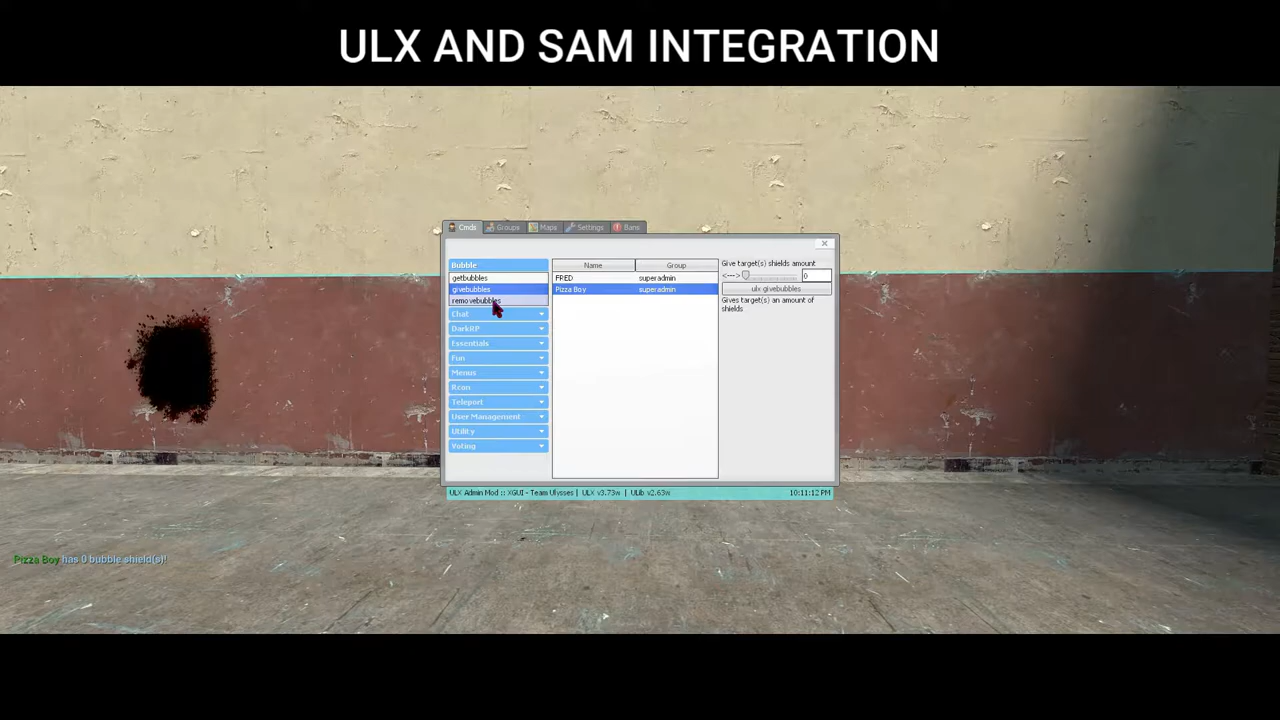 ULX AND SAM INTEGRATION
Cmds Groups Maps Settings Bans
Bubble
getbubbles
givebubbles
removebubbles
Chat
DarkRP
Essentials
Fun
Menus
Rcon
Teleport
User Management
Utility
Voting
Name Group
FRED superadmin
Pizza Boy superadmin
Give target(s) shields amount
<---> 0
ulx givebubbles
Gives target(s) an amount of
shields
ULX Admin Mod :: XGUI - Team Ulysses | ULX v3.73w | ULib v2.63w 10:11:12 PM
Pizza Boy has 0 bubble shield(s)!